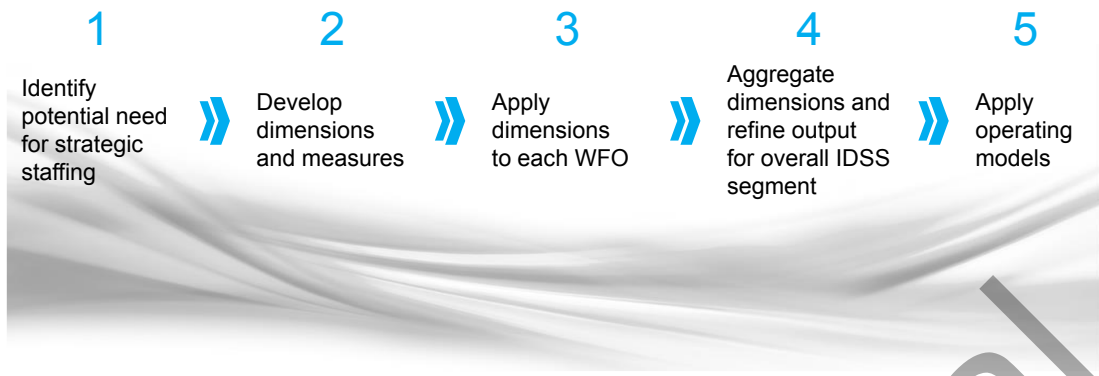 1
Identify
potential need
for strategic
staffing
2
Develop
dimensions
and measures
3
Apply
dimensions
to each WFO
4
Aggregate
dimensions and
refine output
for overall IDSS
segment
5
Apply
operating
models